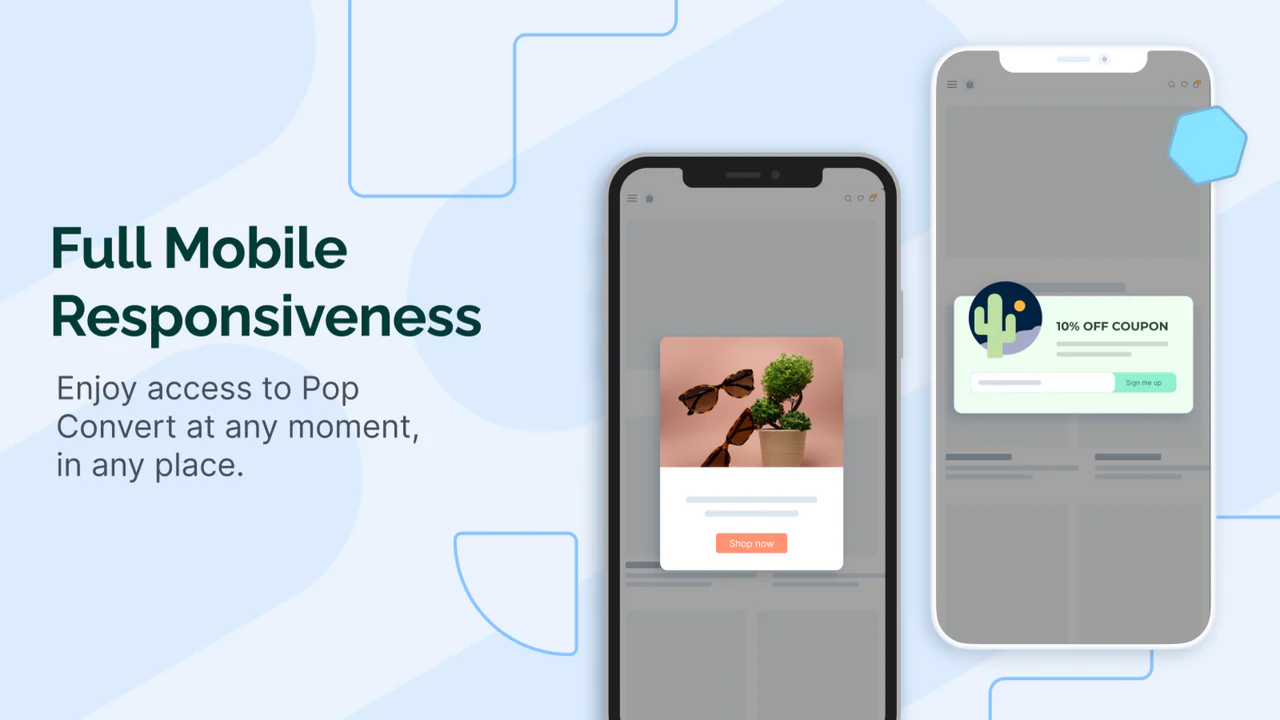 Full Mobile
Responsiveness
Enjoy access to Pop
Convert at any moment,
in any place.
Shop now
10% OFF COUPON
Sign me up